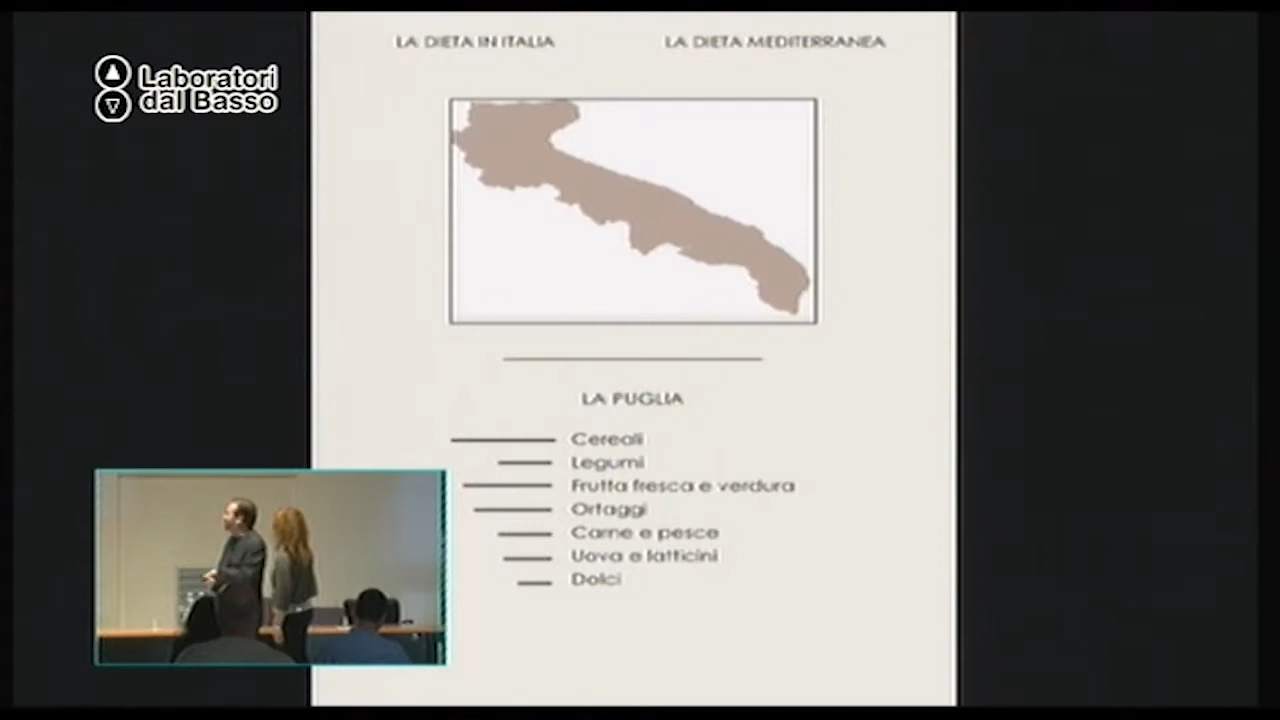 LA DIETA IN ITALIA
LA DIETA MEDITERRANEA
Laboratori
dal Basso
LA PUGLIA
Cereali
Legumi
Frutta fresca e verdura
Ortaggi
Carne e pesce
Uova e latticini
Dolci